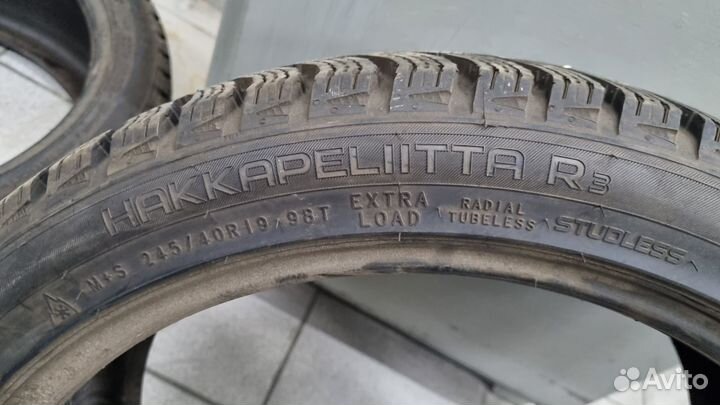 HAKKAPELIITTA R3
M+S 245/40R19 98T EXTRA LOAD RADIAL TUBELESS STUDLESS
Avito